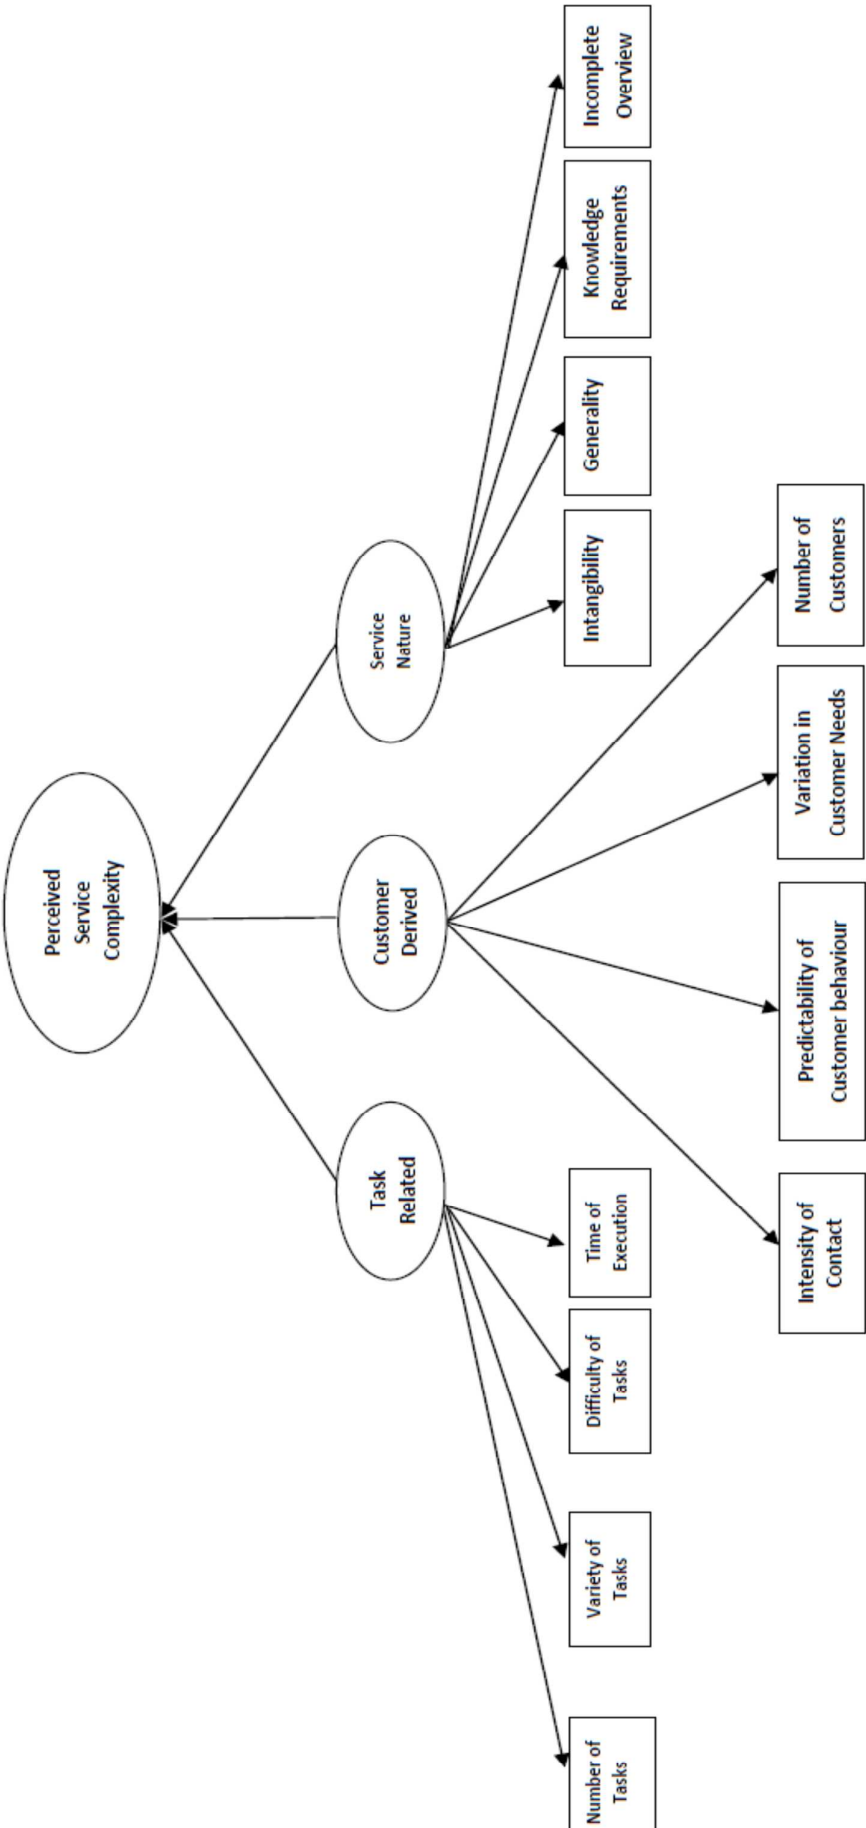 Perceived
Service
Complexity
Task
Related
Customer
Derived
Service
Nature
Number of
Tasks
Variety of
Tasks
Difficulty of
Tasks
Time of
Execution
Intangibility
Generality
Knowledge
Requirements
Incomplete
Overview
Intensity of
Contact
Predictability of
Customer behaviour
Variation in
Customer Needs
Number of
Customers